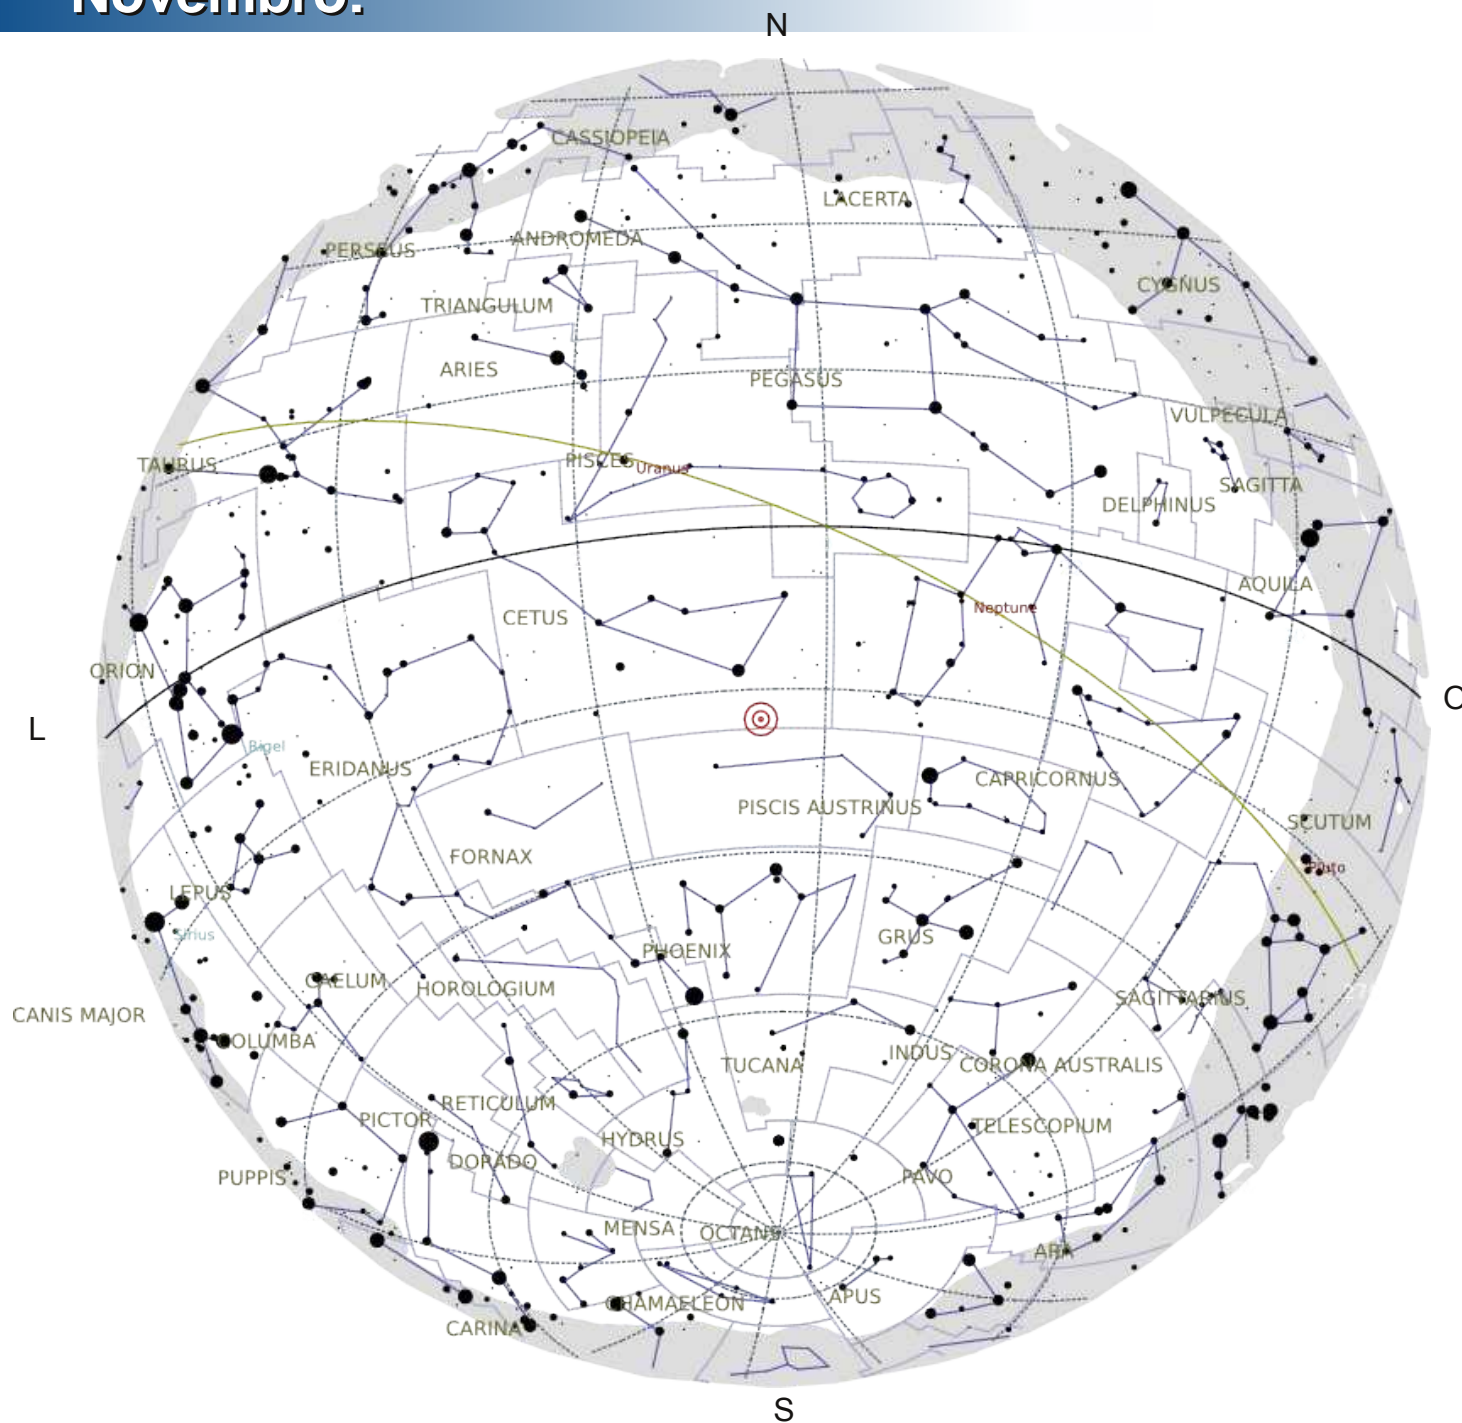 Novembro:
N
CASSIOPEIA
LACERTA
PERSEUS
ANDROMEDA
CYGNUS
TRIANGULUM
ARIES
PEGASUS
VULPECULA
TAURUS
PISCES
Uranus
SAGITTA
DELPHINUS
AQUILA
CETUS
Neptune
ORION
L
O
Rigel
ERIDANUS
CAPRICORNUS
PISCIS AUSTRINUS
SCUTUM
FORNAX
Pluto
LEPUS
Sirius
PHOENIX
GRUS
CAELUM
HOROLOGIUM
SAGITTARIUS
CANIS MAJOR
COLUMBA
TUCANA
INDUS
CORONA AUSTRALIS
RETICULUM
PICTOR
TELESCOPIUM
HYDRUS
DORADO
PUPPIS
PAVO
MENSA
OCTANS
ARA
CHAMAELEON
APUS
CARINA
S